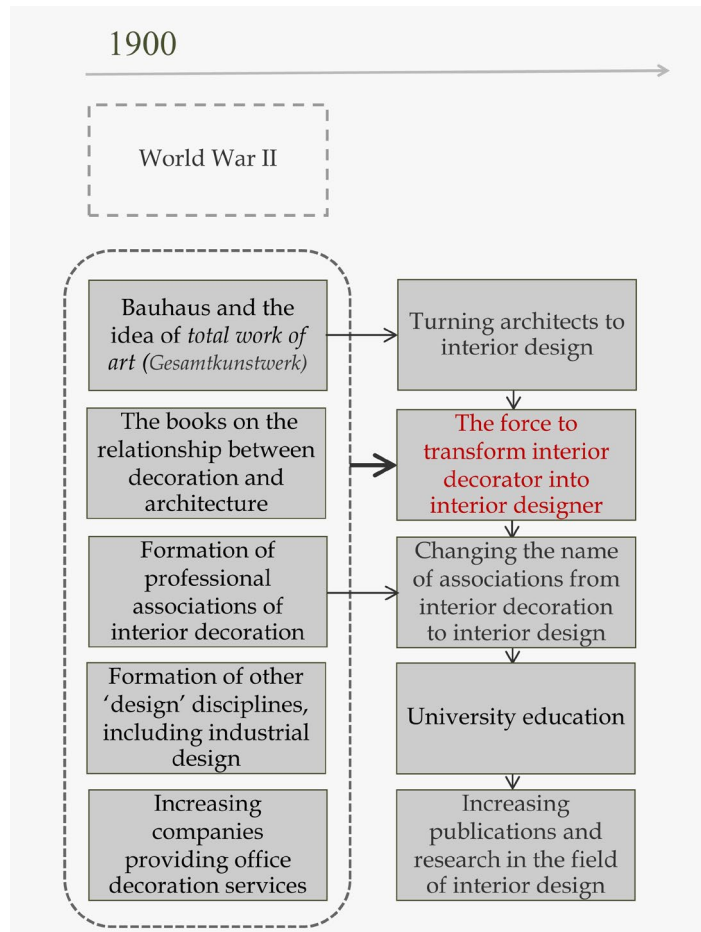 1900
World War II
Bauhaus and the
idea of total work of
art (Gesamtkunstwerk)
Turning architects to
interior design
The books on the
relationship between
decoration and
architecture
The force to
transform interior
decorator into
interior designer
Formation of
professional
associations of
interior decoration
Changing the name
of associations from
interior decoration
to interior design
Formation of other
‘design’ disciplines,
including industrial
design
University education
Increasing
companies
providing office
decoration services
Increasing
publications and
research in the field
of interior design